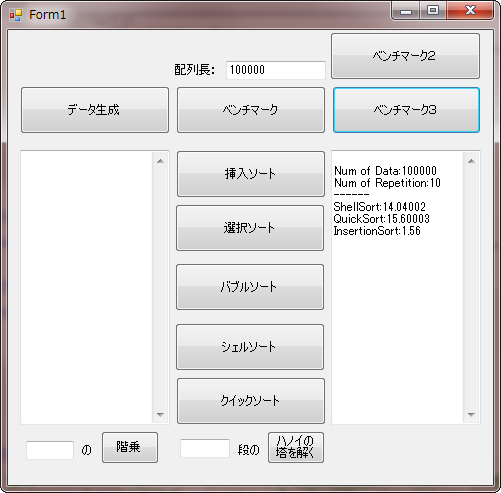 Form1
ベンチマーク2
配列長: 100000
データ生成
ベンチマーク
ベンチマーク3
挿入ソート
選択ソート
バブルソート
シェルソート
クイックソート
Num of Data:100000
Num of Repetition:10
------
ShellSort:14.04002
QuickSort:15.60003
InsertionSort:1.56
の
階乗
段の
ハノイの
塔を解く